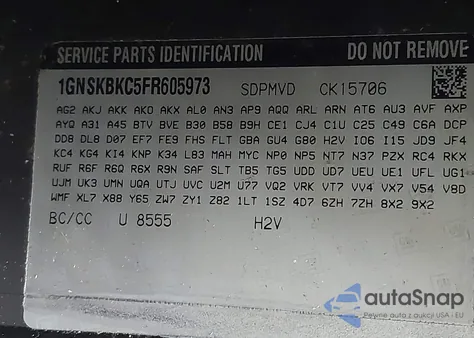 SERVICE PARTS IDENTIFICATION DO NOT REMOVE
1GNSKBKC5FR605973 SDPMVD CK15706
AG2 AKJ AKK AKO AKX AL0 AN3 AP9 AQQ ARL ARN AT6 AU3 AVF AXP
AYQ A31 A45 BTV BVE B30 B58 B9H CE1 CJ4 C1U C25 C49 C6A DCP
DD8 DL8 D07 EF7 FE9 FHS FLT GBA GU4 G80 H2V IO6 I15 JD9 JF4
KC4 KG4 KI4 KNP K34 L83 MAH MYC NP0 NP5 NT7 N37 PZX RC4 RKX
RUF R6F R6Q R6X R9N SAF SLT TB5 TG5 UDD UD7 UEU UE1 UFL UG1
UJM UK3 UMN UQA UTJ UVC U2M U77 VQ2 VRK VT7 VV4 VX7 V54 V8D
WMF XL7 X88 Y65 ZW7 ZY1 Z82 1LT 1SZ 4D7 6ZH 7ZH 8X2 9X2
BC/CC U 8555 H2V
autaSnap
Pewne auta z aukcji USA - EU